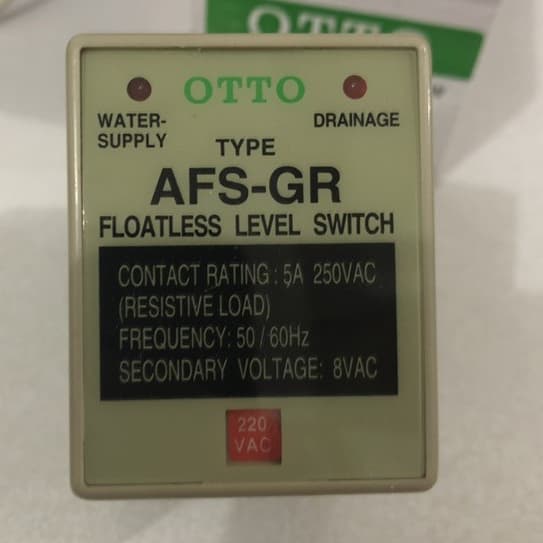 OTTO
WATER-
SUPPLY
DRAINAGE
TYPE
AFS-GR
FLOATLESS LEVEL SWITCH
CONTACT RATING: 5A 250VAC
(RESISTIVE LOAD)
FREQUENCY: 50 / 60Hz
SECONDARY VOLTAGE: 8VAC
220
VAC